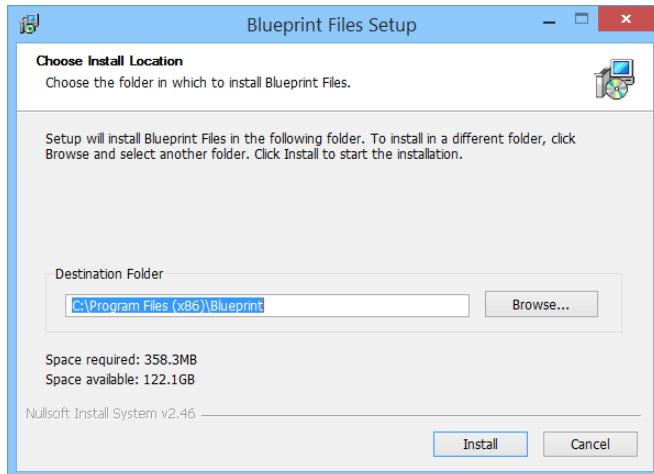 Blueprint Files Setup
Choose Install Location
Choose the folder in which to install Blueprint Files.
Setup will install Blueprint Files in the following folder. To install in a different folder, click
Browse and select another folder. Click Install to start the installation.
Destination Folder
C:\Program Files (x86)\Blueprint
Browse...
Space required: 358.3MB
Space available: 122.1GB
Nullsoft Install System v2.46
Install
Cancel